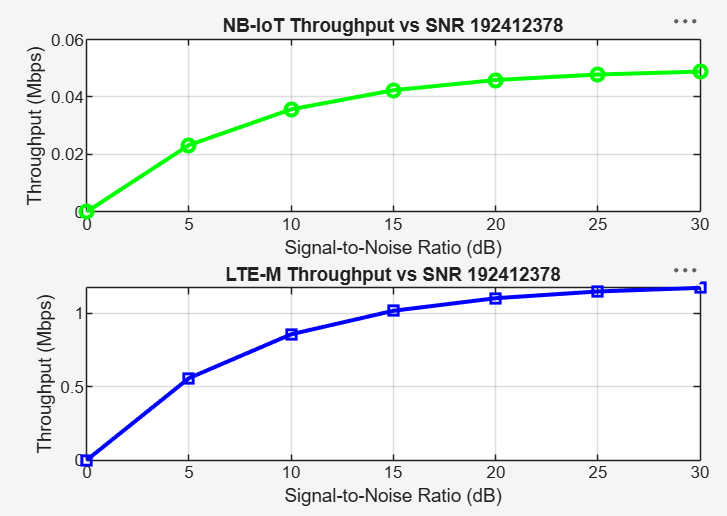 NB-IoT Throughput vs SNR 192412378
Throughput (Mbps)
0.06
0.04
0.02
0
0 5 10 15 20 25 30
Signal-to-Noise Ratio (dB)
LTE-M Throughput vs SNR 192412378
Throughput (Mbps)
1
0.5
0
0 5 10 15 20 25 30
Signal-to-Noise Ratio (dB)